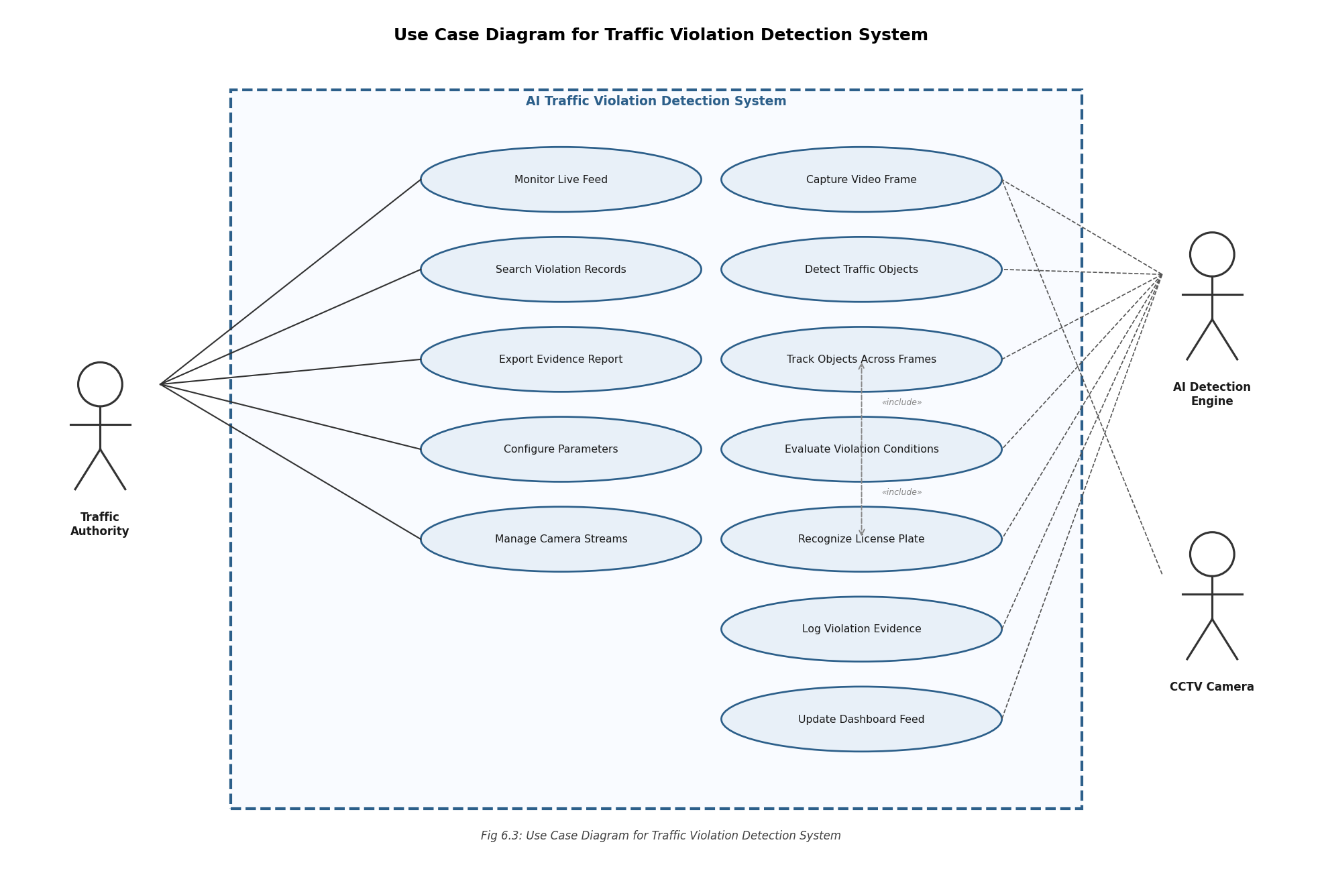 Use Case Diagram for Traffic Violation Detection System
AI Traffic Violation Detection System
Monitor Live Feed
Capture Video Frame
Search Violation Records
Detect Traffic Objects
Export Evidence Report
Track Objects Across Frames
«include»
Configure Parameters
Evaluate Violation Conditions
«include»
Manage Camera Streams
Recognize License Plate
Log Violation Evidence
Update Dashboard Feed
Traffic
Authority
AI Detection
Engine
CCTV Camera
Fig 6.3: Use Case Diagram for Traffic Violation Detection System